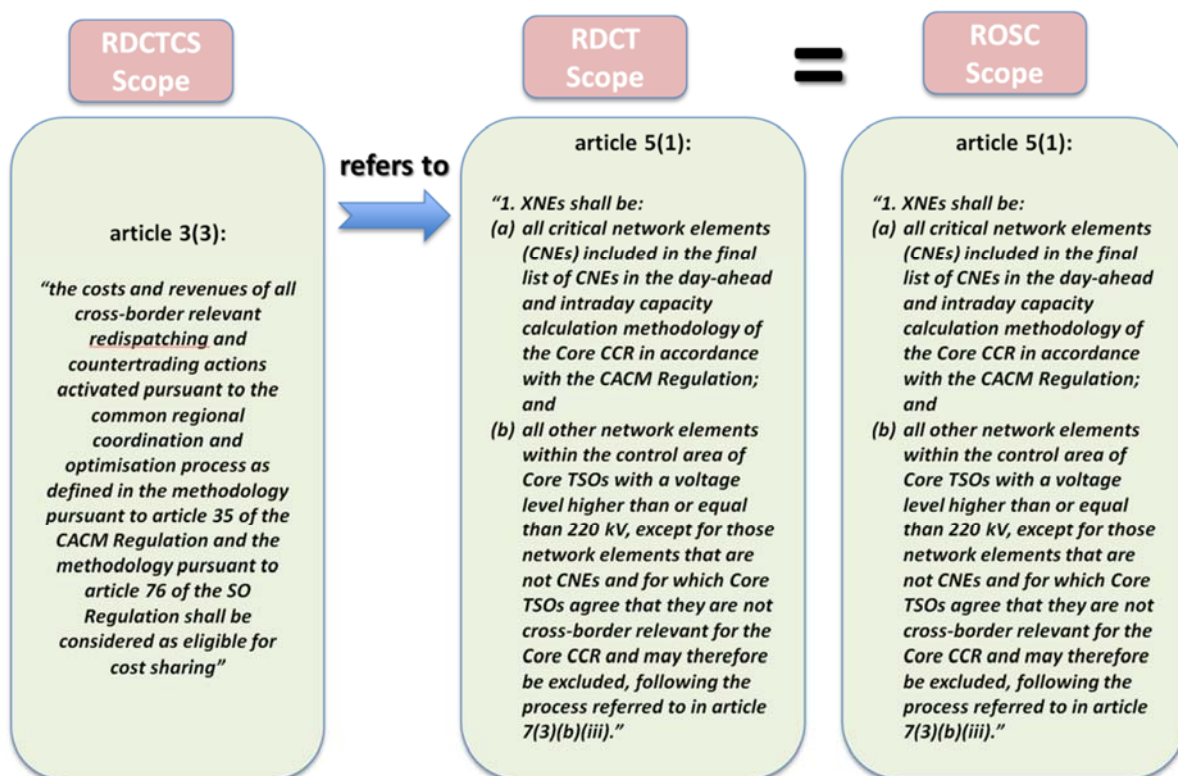 RDCTCS
Scope
refers to
RDCT
Scope
=
ROSC
Scope
article 3(3):
“the costs and revenues of all
cross-border relevant
redispatching and
countertrading actions
activated pursuant to the
common regional
coordination and
optimisation process as
defined in the methodology
pursuant to article 35 of the
CACM Regulation and the
methodology pursuant to
article 76 of the SO
Regulation shall be
considered as eligible for
cost sharing”
article 5(1):
“1. XNEs shall be:
(a) all critical network elements
(CNEs) included in the final
list of CNEs in the day-ahead
and intraday capacity
calculation methodology of
the Core CCR in accordance
with the CACM Regulation;
and
(b) all other network elements
within the control area of
Core TSOs with a voltage
level higher than or equal
than 220 kV, except for those
network elements that are
not CNEs and for which Core
TSOs agree that they are not
cross-border relevant for the
Core CCR and may therefore
be excluded, following the
process referred to in article
7(3)(b)(iii).”
article 5(1):
“1. XNEs shall be:
(a) all critical network elements
(CNEs) included in the final
list of CNEs in the day-ahead
and intraday capacity
calculation methodology of
the Core CCR in accordance
with the CACM Regulation;
and
(b) all other network elements
within the control area of
Core TSOs with a voltage
level higher than or equal
than 220 kV, except for those
network elements that are
not CNEs and for which Core
TSOs agree that they are not
cross-border relevant for the
Core CCR and may therefore
be excluded, following the
process referred to in article
7(3)(b)(iii).”